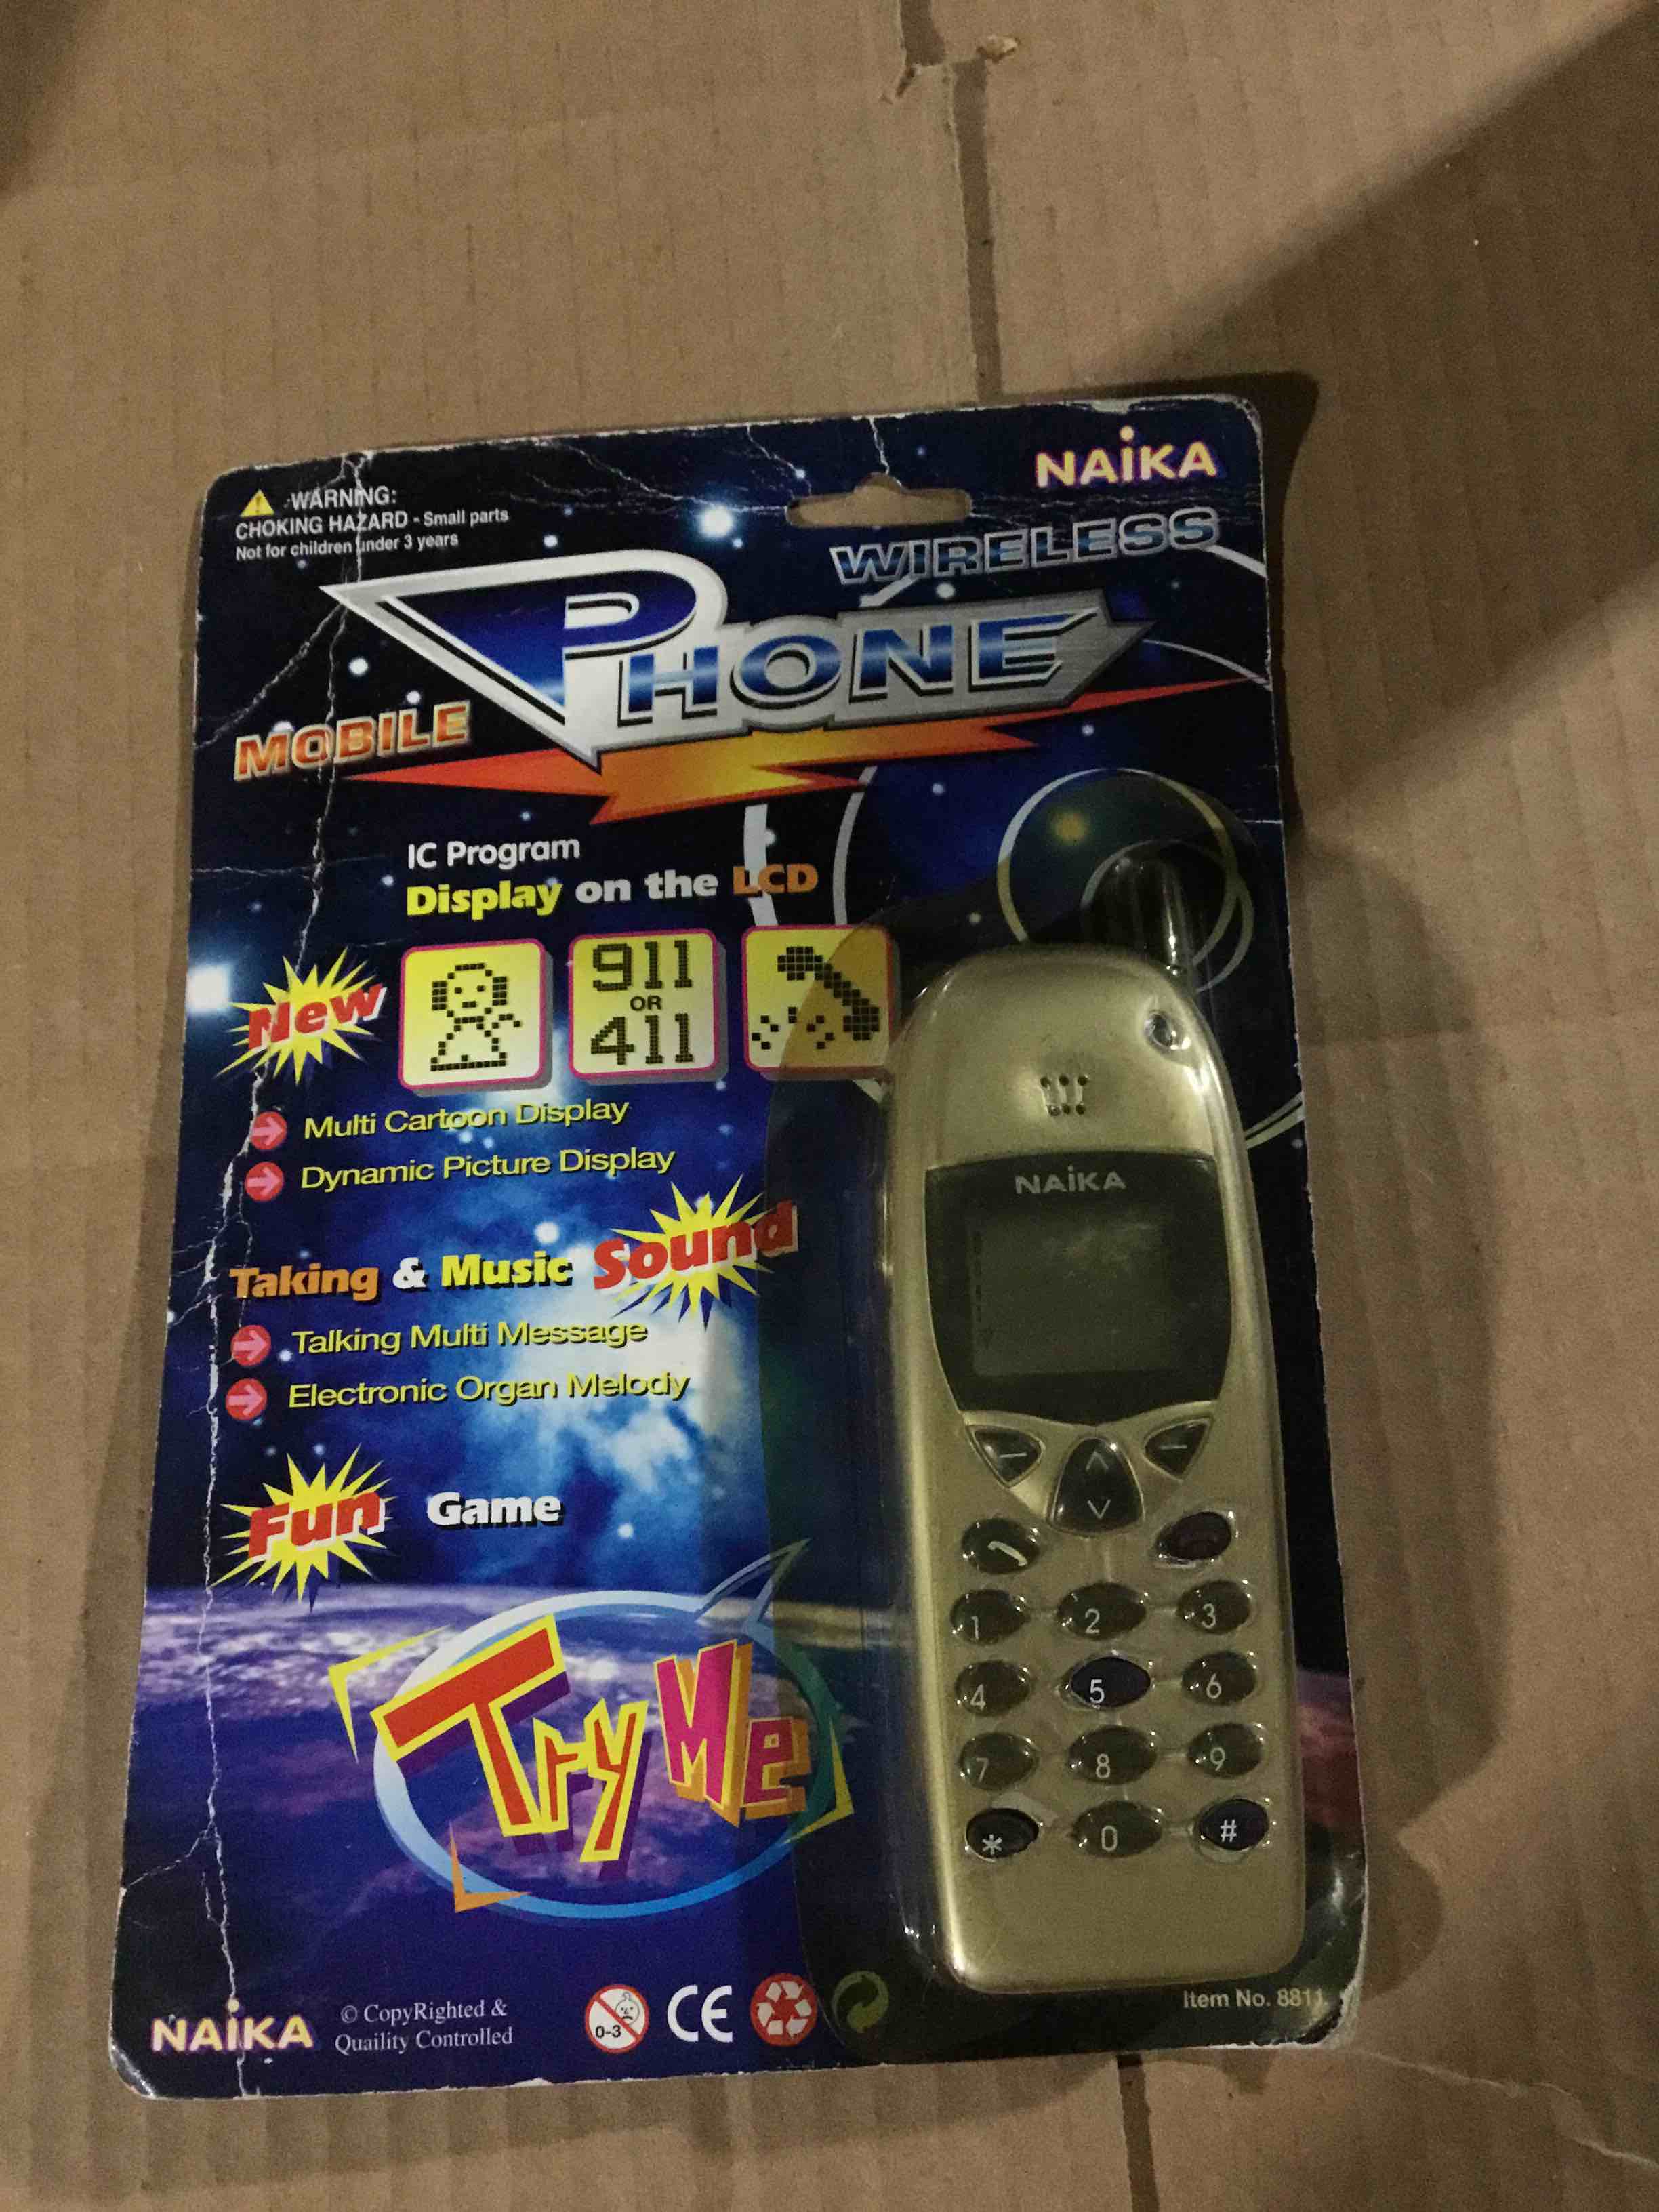 NAiKA
WARNING:
CHOKING HAZARD - Small parts
Not for children under 3 years
WIRELESS
PHONE
MOBILE
IC Program
Display on the LCD
New
911
OR
411
Multi Cartoon Display
Dynamic Picture Display
Taking & Music Sound
Talking Multi Message
Electronic Organ Melody
Fun Game
Try Me
NAiKA
1 2 3
4 5 6
7 8 9
* 0 #
NAiKA
© CopyRighted &
Quaility Controlled
0-3
CE
Item No. 8811